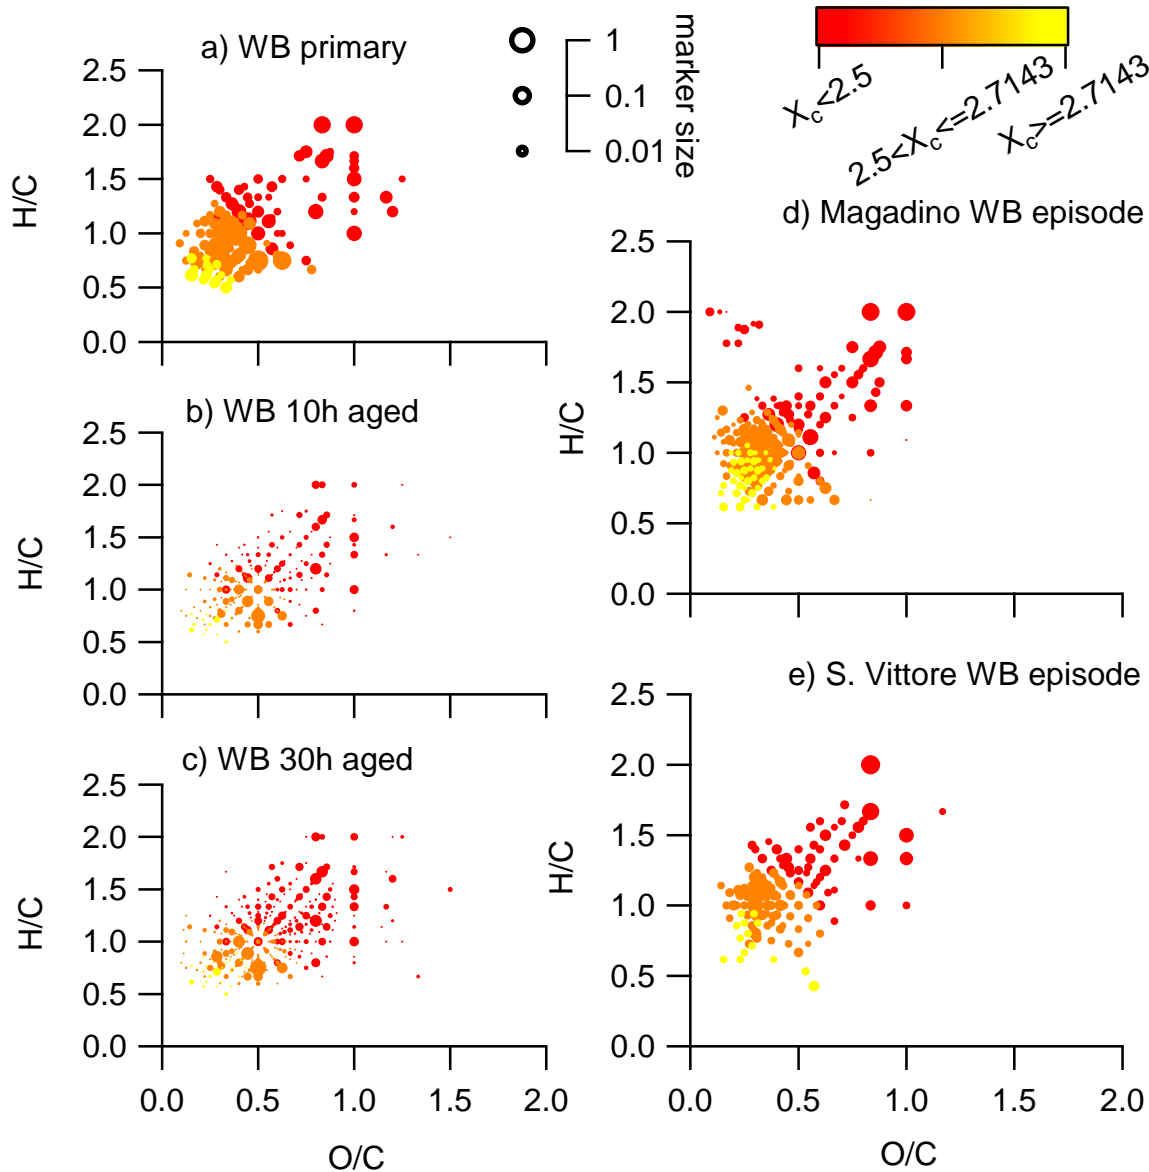 a) WB primary
2.5
2.0
1.5
1.0
0.5
0.0
H/C
1
0.1
0.01
marker size
X_c<2.5
2.5<X_c<=2.7143
X_c>=2.7143
b) WB 10h aged
2.5
2.0
1.5
1.0
0.5
0.0
H/C
c) WB 30h aged
2.5
2.0
1.5
1.0
0.5
0.0
H/C
0.0 0.5 1.0 1.5 2.0
O/C
d) Magadino WB episode
2.5
2.0
1.5
1.0
0.5
0.0
H/C
e) S. Vittore WB episode
2.5
2.0
1.5
1.0
0.5
0.0
H/C
0.0 0.5 1.0 1.5 2.0
O/C